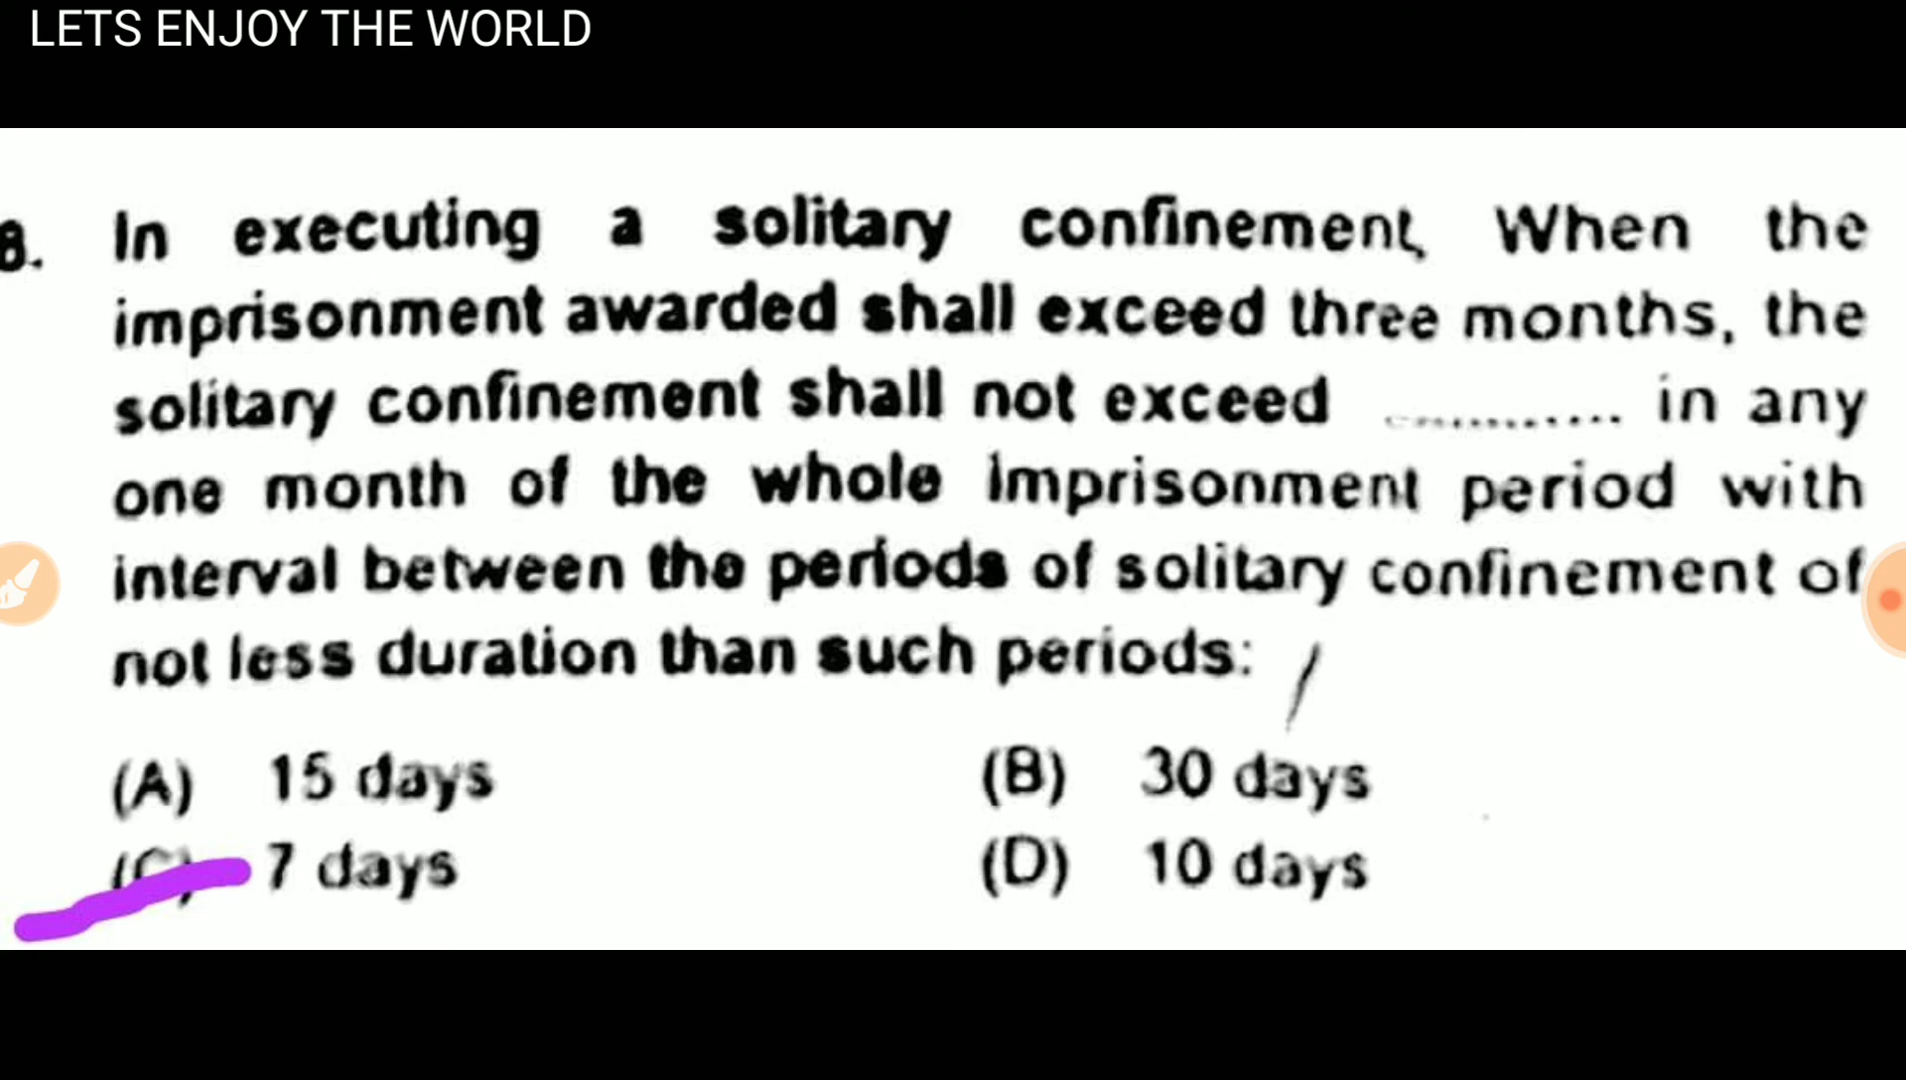 LETS ENJOY THE WORLD
8. In executing a solitary confinement, When the
imprisonment awarded shall exceed three months, the
solitary confinement shall not exceed ............ in any
one month of the whole imprisonment period with
interval between the periods of solitary confinement of
not less duration than such periods:
(A) 15 days (B) 30 days
(C) 7 days (D) 10 days